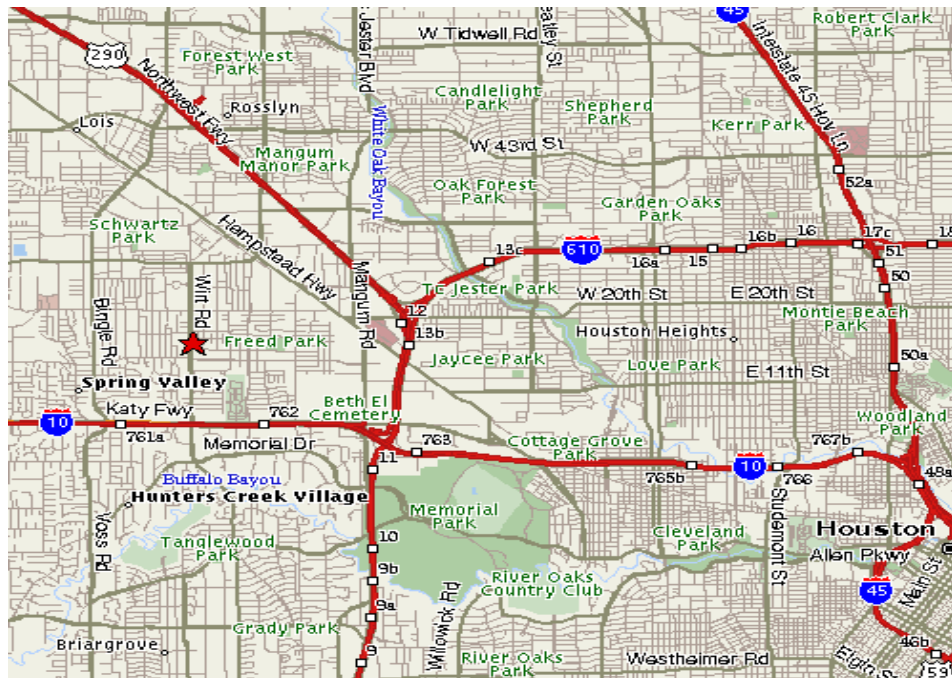 45
Robert Clark
Park
W Tidwell Rd
290
Forest West
Park
Interstate 45 Hov Ln
Candlelight
Park
Shepherd
Park
Rosslyn
Northwest Fwy
Lois
Kerr Park
White Oak Bayou
W 43rd St
Mangum
Manor Park
52a
Oak Forest
Park
Garden Oaks
Park
Schwartz
Park
Hempstead Hwy
13c
610
16a
15
16b
16
17c
51
50
Mangum Rd
TC Jester Park
W 20th St
E 20th St
Witt Rd
Bingle Rd
12
13b
Montie Beach
Park
Houston Heights
Freed Park
Jaycee Park
Love Park
50a
E 11th St
Spring Valley
Beth El
Cemetery
Katy Fwy
762
10
761a
Memorial Dr
763
Cottage Grove
Park
Woodland
Park
767b
11
765b
10
766
48a
Buffalo Bayou
Hunters Creek Village
Memorial
Park
Studemont St
Voss Rd
Cleveland
Park
Houston
Tanglewood
Park
10
Allen Pkwy
9b
River Oaks
Country Club
45
Main St
Willowick Rd
9a
Grady Park
46b
Briargrove
9
River Oaks
Park
Westheimer Rd
Elgin S